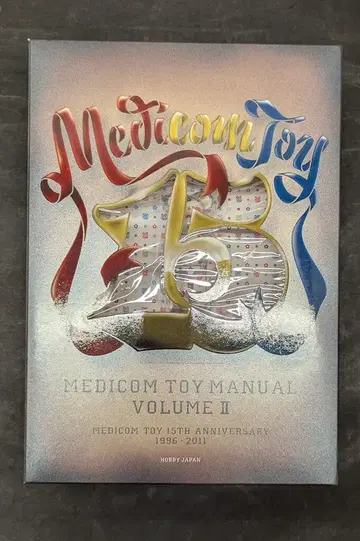 Medicom Toy
15
MEDICOM TOY MANUAL
VOLUME II
MEDICOM TOY 15TH ANNIVERSARY
1996 - 2011
HOBBY JAPAN